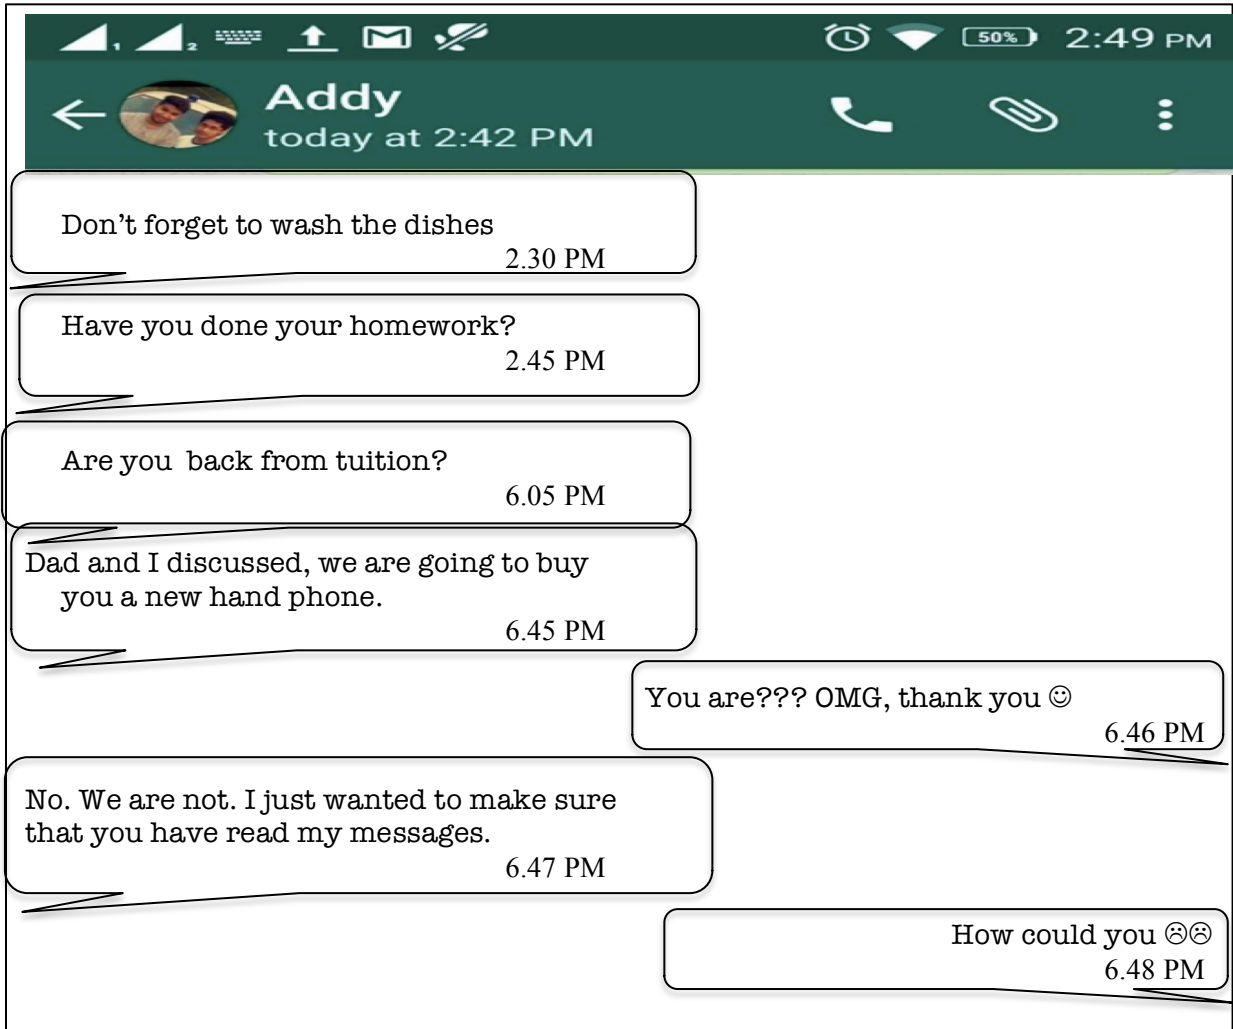 1 2 50% 2:49 PM
Addy
today at 2:42 PM
Don’t forget to wash the dishes
2.30 PM
Have you done your homework?
2.45 PM
Are you  back from tuition?
6.05 PM
Dad and I discussed, we are going to buy
you a new hand phone.
6.45 PM
You are??? OMG, thank you ☺
6.46 PM
No. We are not. I just wanted to make sure
that you have read my messages.
6.47 PM
How could you ☹☹
6.48 PM